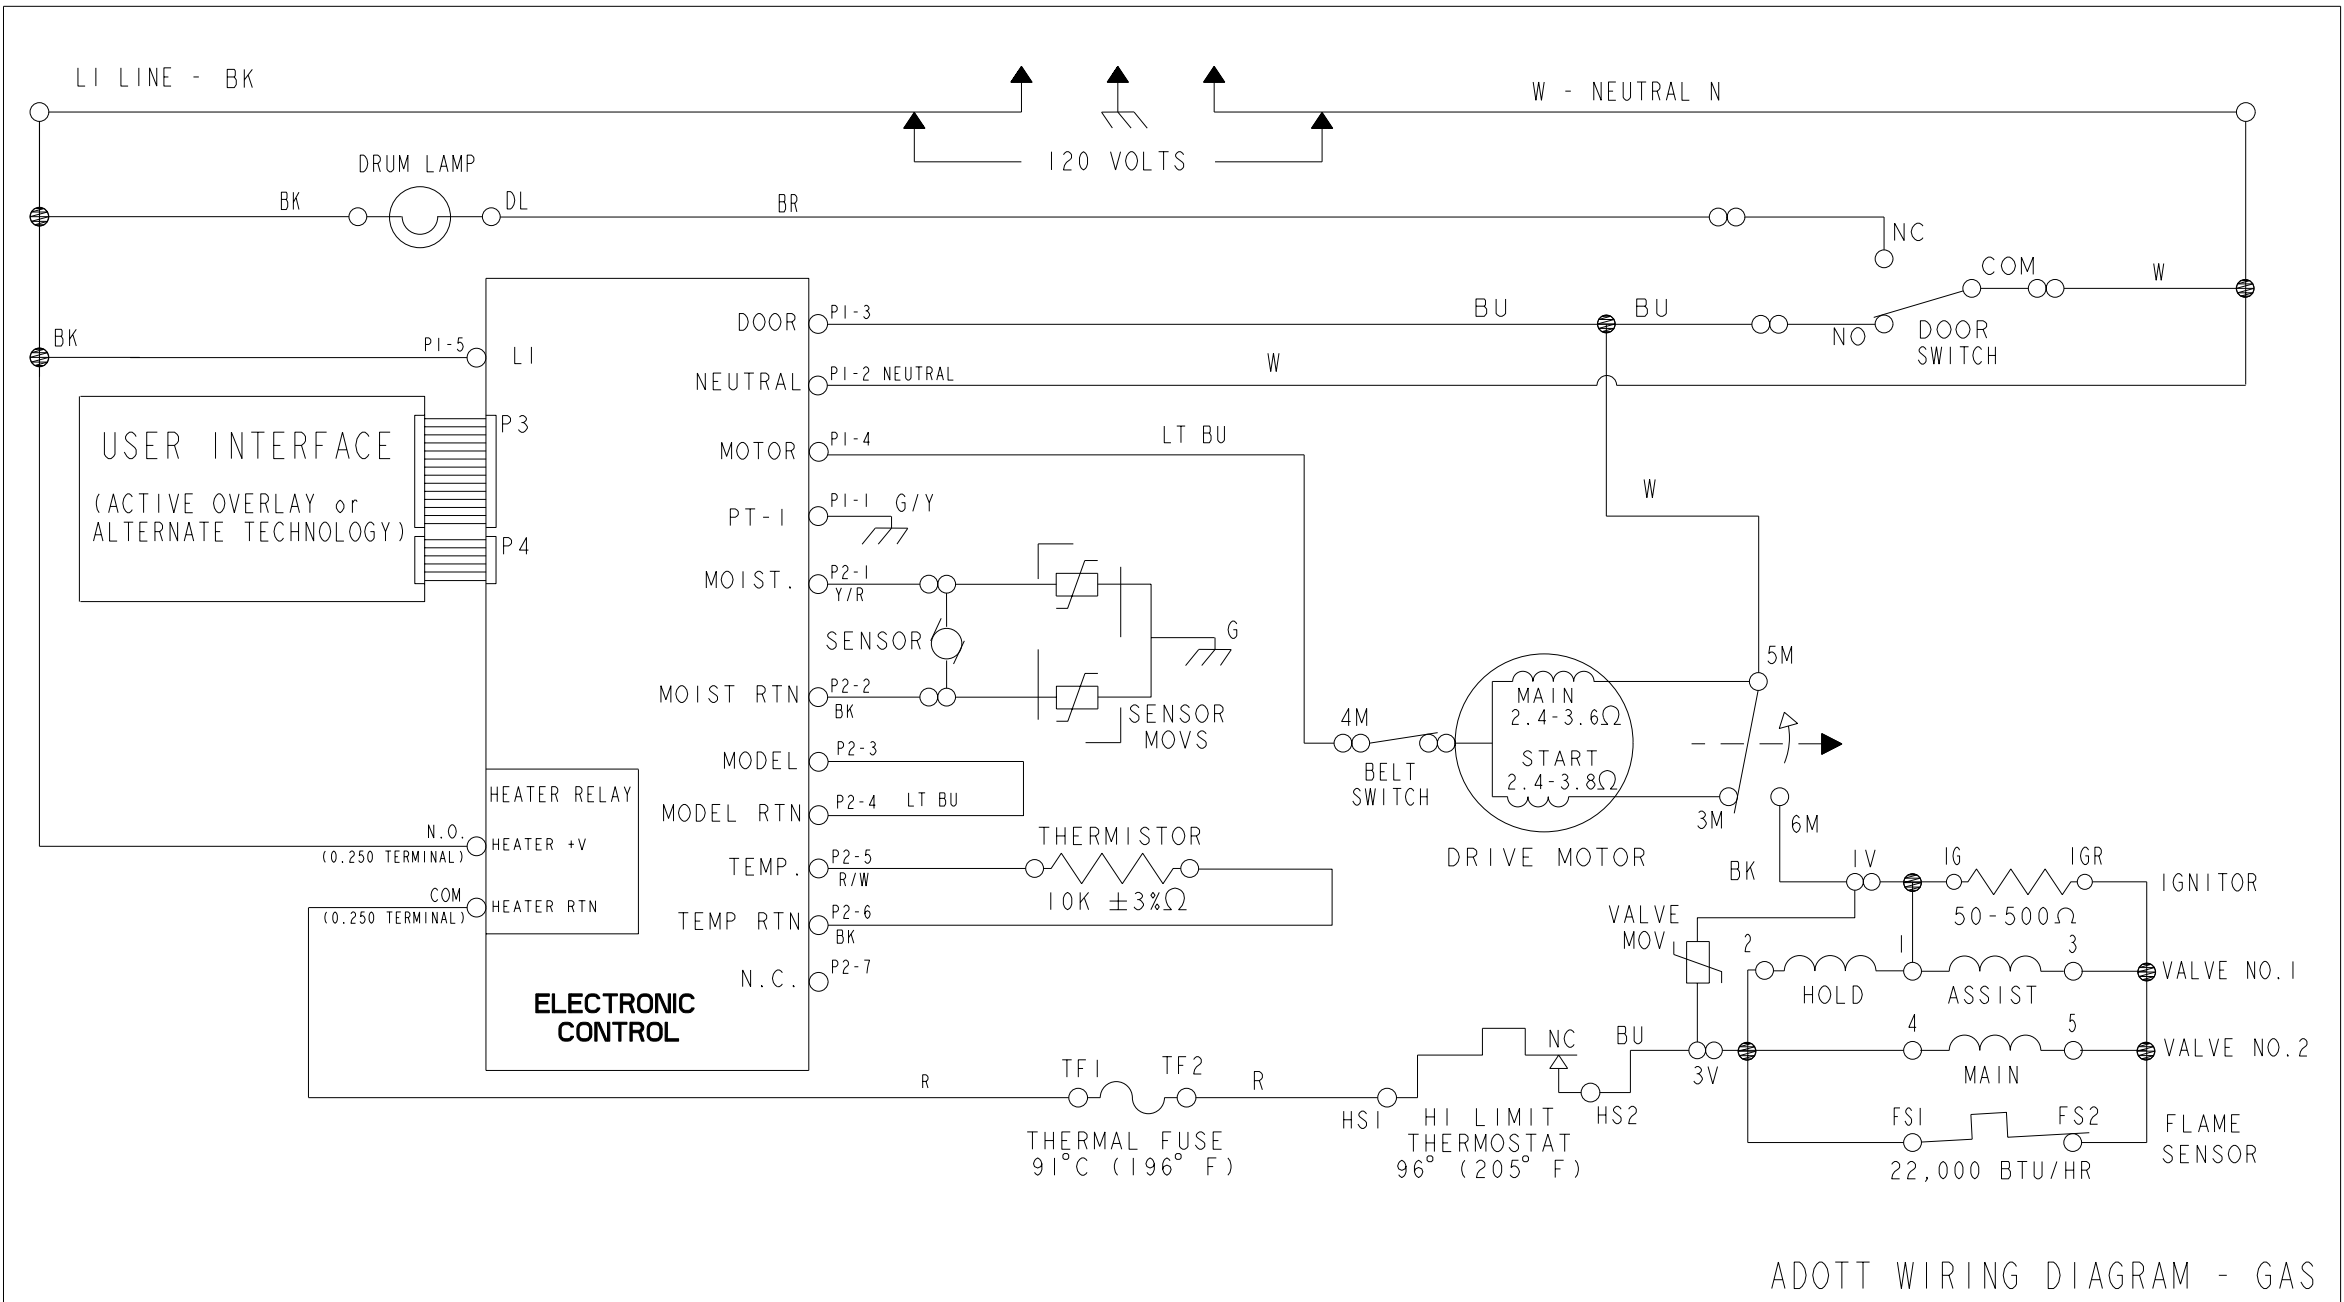 L1 LINE - BK
W - NEUTRAL N
120 VOLTS
DRUM LAMP
BK
DL
BR
NC
COM
W
DOOR
P1-3
BU
BU
NO
DOOR
SWITCH
BK
P1-5
L1
NEUTRAL
P1-2 NEUTRAL
W
USER INTERFACE
(ACTIVE OVERLAY or
ALTERNATE TECHNOLOGY)
P3
P4
MOTOR
P1-4
LT BU
PT-1
P1-1
G/Y
W
MOIST.
P2-1
Y/R
SENSOR
G
MOIST RTN
P2-2
BK
SENSOR
MOVS
MODEL
P2-3
MODEL RTN
P2-4
LT BU
4M
BELT
SWITCH
MAIN
2.4-3.6Ω
START
2.4-3.8Ω
5M
3M
6M
DRIVE MOTOR
HEATER RELAY
N.O.
(0.250 TERMINAL)
HEATER +V
COM
(0.250 TERMINAL)
HEATER RTN
TEMP.
P2-5
R/W
THERMISTOR
10K ±3%Ω
TEMP RTN
P2-6
BK
N.C.
P2-7
ELECTRONIC
CONTROL
BK
1V
IG
IGR
IGNITOR
50-500Ω
VALVE
MOV
2
1
3
VALVE NO.1
HOLD
ASSIST
4
5
VALVE NO.2
MAIN
BU
3V
R
TF1
TF2
R
THERMAL FUSE
91°C (196° F)
HS1
NC
HS2
HI LIMIT
THERMOSTAT
96° (205° F)
FS1
FS2
FLAME
SENSOR
22,000 BTU/HR
ADOTT WIRING DIAGRAM - GAS